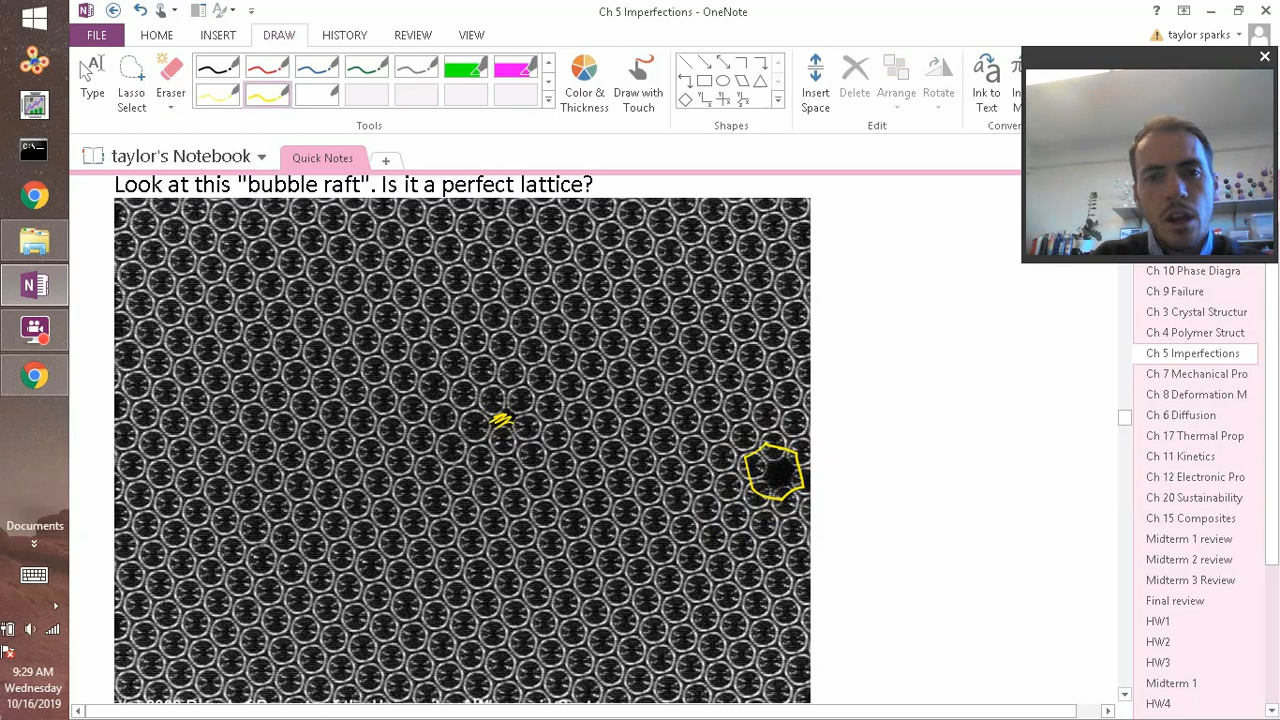 Ch 5 Imperfections - OneNote
FILE
HOME
INSERT
DRAW
HISTORY
REVIEW
VIEW
taylor sparks
Type
Lasso
Select
Eraser
Color &
Thickness
Draw with
Touch
Insert
Space
Delete
Arrange
Rotate
Ink to
Text
Tools
Shapes
Edit
taylor's Notebook
Quick Notes
Look at this "bubble raft". Is it a perfect lattice?
Ch 10 Phase Diagra
Ch 9 Failure
Ch 3 Crystal Structur
Ch 4 Polymer Struct
Ch 5 Imperfections
Ch 7 Mechanical Pro
Ch 8 Deformation M
Ch 6 Diffusion
Ch 17 Thermal Prop
Ch 11 Kinetics
Ch 12 Electronic Pro
Ch 20 Sustainability
Ch 15 Composites
Midterm 1 review
Midterm 2 review
Midterm 3 Review
Final review
HW1
HW2
HW3
Midterm 1
HW4
Documents
9:29 AM
Wednesday
10/16/2019